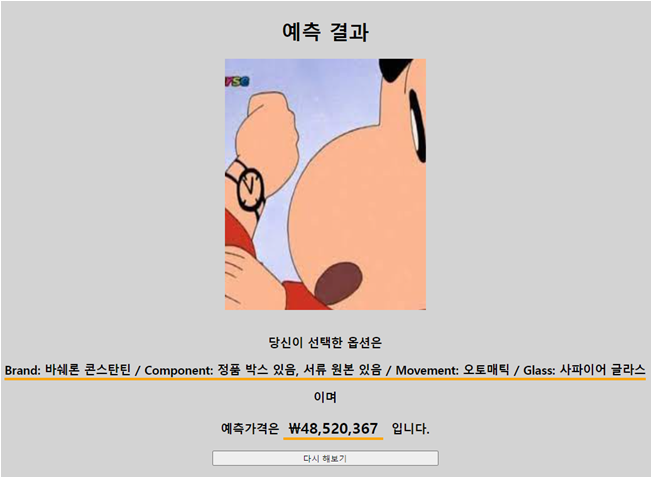 예측 결과
rse
당신이 선택한 옵션은
Brand: 바쉐론 콘스탄틴 / Component: 정품 박스 있음, 서류 원본 있음 / Movement: 오토매틱 / Glass: 사파이어 글라스
이며
예측가격은 ₩48,520,367 입니다.
다시 해보기